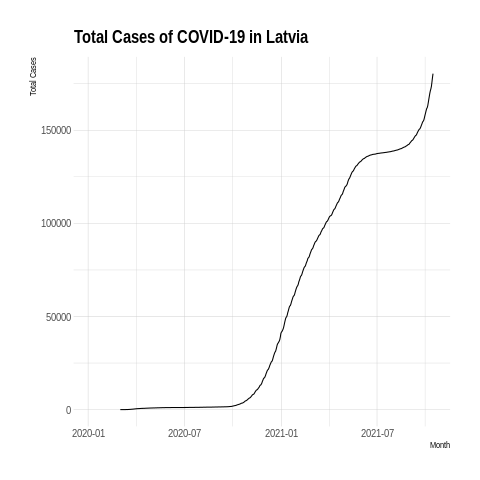 Total Cases of COVID-19 in Latvia
Total Cases
150000
100000
50000
0
2020-01 2020-07 2021-01 2021-07
Month